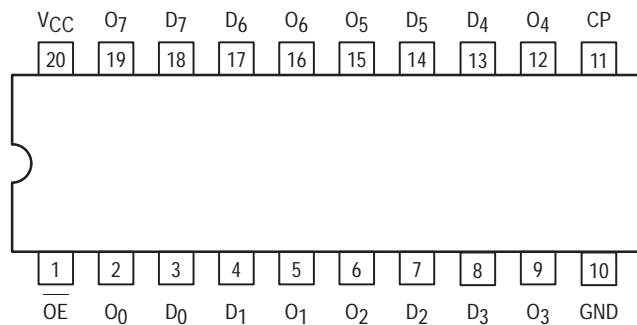 VCC O7 D7 D6 O6 O5 D5 D4 O4 CP
20 19 18 17 16 15 14 13 12 11
1 2 3 4 5 6 7 8 9 10
O̅E̅ O0 D0 D1 O1 O2 D2 D3 O3 GND